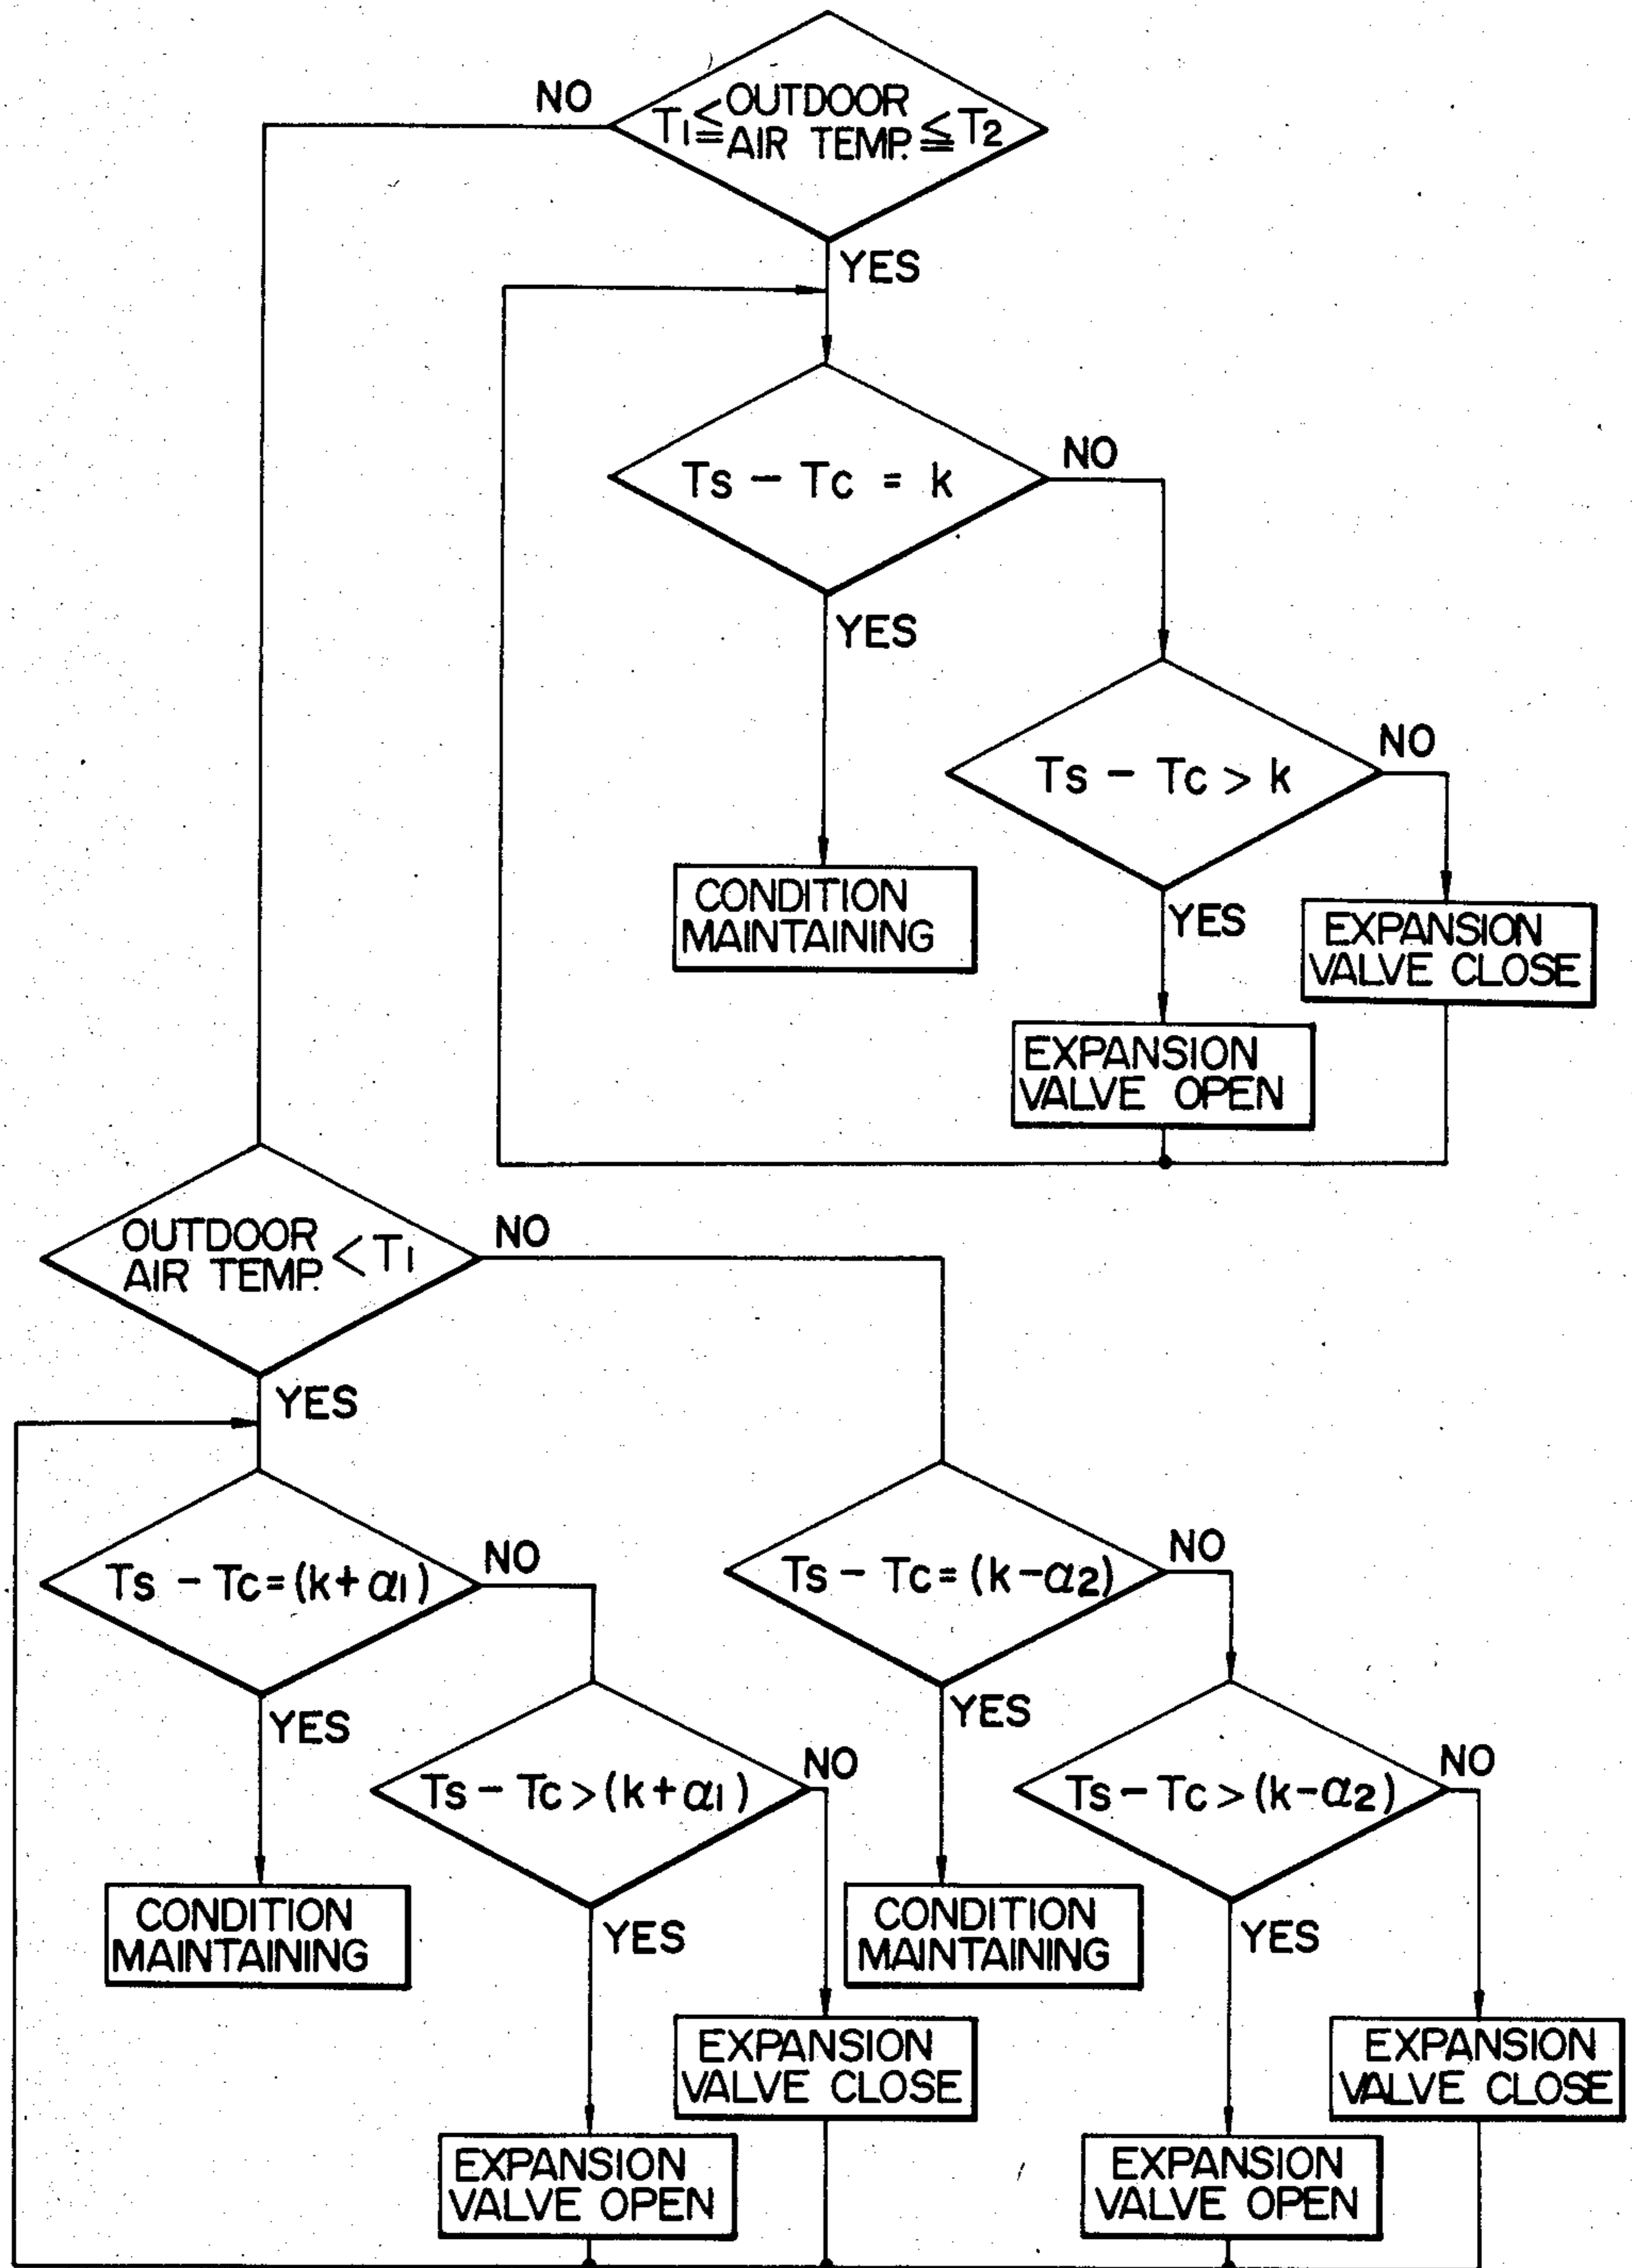 NO
T1≦ OUTDOOR AIR TEMP. ≦T2
YES
Ts - Tc = k
NO
YES
Ts - Tc > k
NO
CONDITION
MAINTAINING
YES
EXPANSION
VALVE CLOSE
EXPANSION
VALVE OPEN
OUTDOOR
AIR TEMP. < T1
NO
YES
Ts - Tc = (k+α1)
NO
Ts - Tc = (k-α2)
NO
YES
YES
Ts - Tc > (k+α1)
NO
Ts - Tc > (k-α2)
NO
CONDITION
MAINTAINING
YES
CONDITION
MAINTAINING
YES
EXPANSION
VALVE CLOSE
EXPANSION
VALVE CLOSE
EXPANSION
VALVE OPEN
EXPANSION
VALVE OPEN